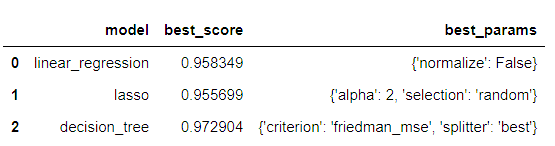 model best_score best_params
0 linear_regression 0.958349 {'normalize': False}
1 lasso 0.955699 {'alpha': 2, 'selection': 'random'}
2 decision_tree 0.972904 {'criterion': 'friedman_mse', 'splitter': 'best'}